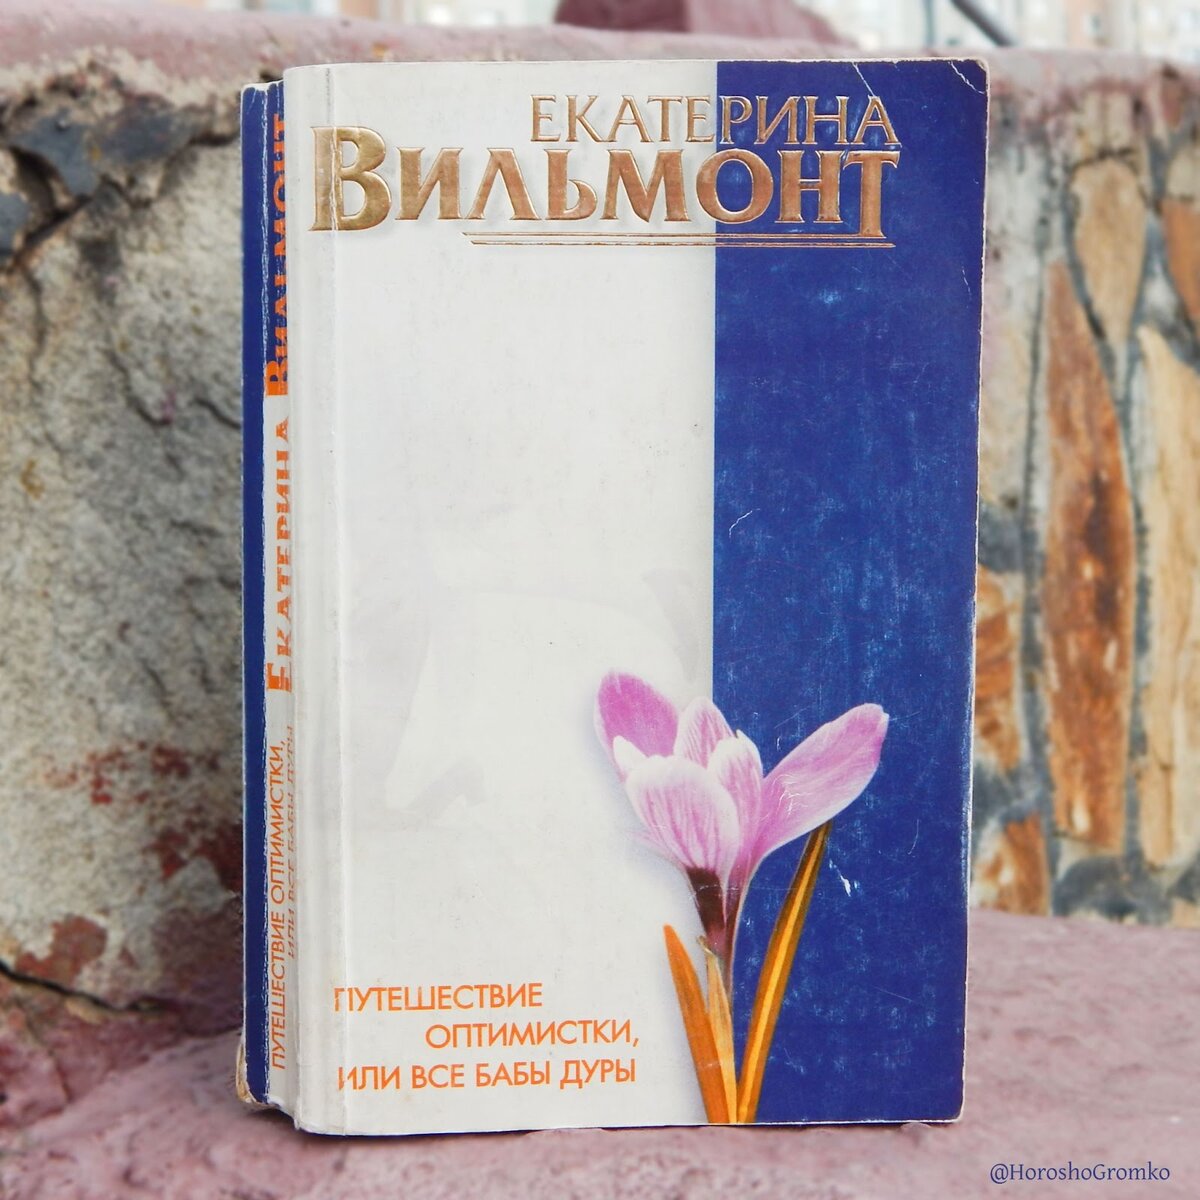 ЕКАТЕРИНА
ВИЛЬМОНТ
ПУТЕШЕСТВИЕ
ОПТИМИСТКИ,
ИЛИ ВСЕ БАБЫ ДУРЫ
ЕКАТЕРИНА ВИЛЬМОНТ
ПУТЕШЕСТВИЕ ОПТИМИСТКИ,
ИЛИ ВСЕ БАБЫ ДУРЫ
@HoroshoGromko